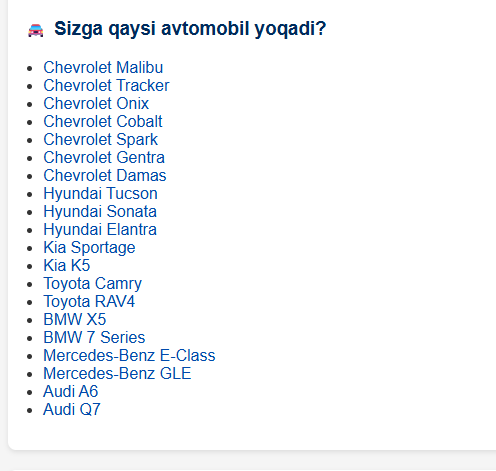 Sizga qaysi avtomobil yoqadi?
Chevrolet Malibu
Chevrolet Tracker
Chevrolet Onix
Chevrolet Cobalt
Chevrolet Spark
Chevrolet Gentra
Chevrolet Damas
Hyundai Tucson
Hyundai Sonata
Hyundai Elantra
Kia Sportage
Kia K5
Toyota Camry
Toyota RAV4
BMW X5
BMW 7 Series
Mercedes-Benz E-Class
Mercedes-Benz GLE
Audi A6
Audi Q7